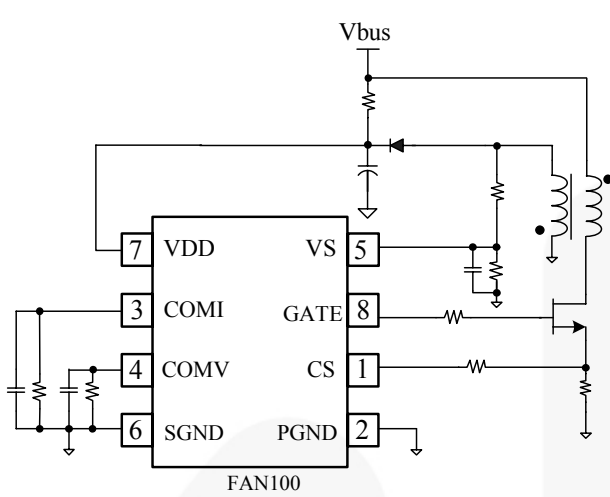 Vbus
7 VDD VS 5
3 COMI GATE 8
4 COMV CS 1
6 SGND PGND 2
FAN100